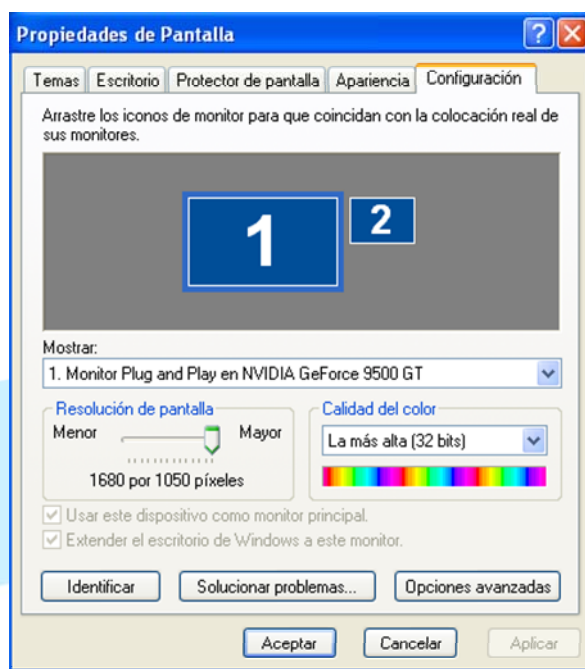 Propiedades de Pantalla
Temas Escritorio Protector de pantalla Apariencia Configuración
Arrastre los iconos de monitor para que coincidan con la colocación real de
sus monitores.
1 2
Mostrar:
1. Monitor Plug and Play en NVIDIA GeForce 9500 GT
Resolución de pantalla
Menor Mayor
1680 por 1050 píxeles
Calidad del color
La más alta (32 bits)
Usar este dispositivo como monitor principal.
Extender el escritorio de Windows a este monitor.
Identificar Solucionar problemas... Opciones avanzadas
Aceptar Cancelar Aplicar